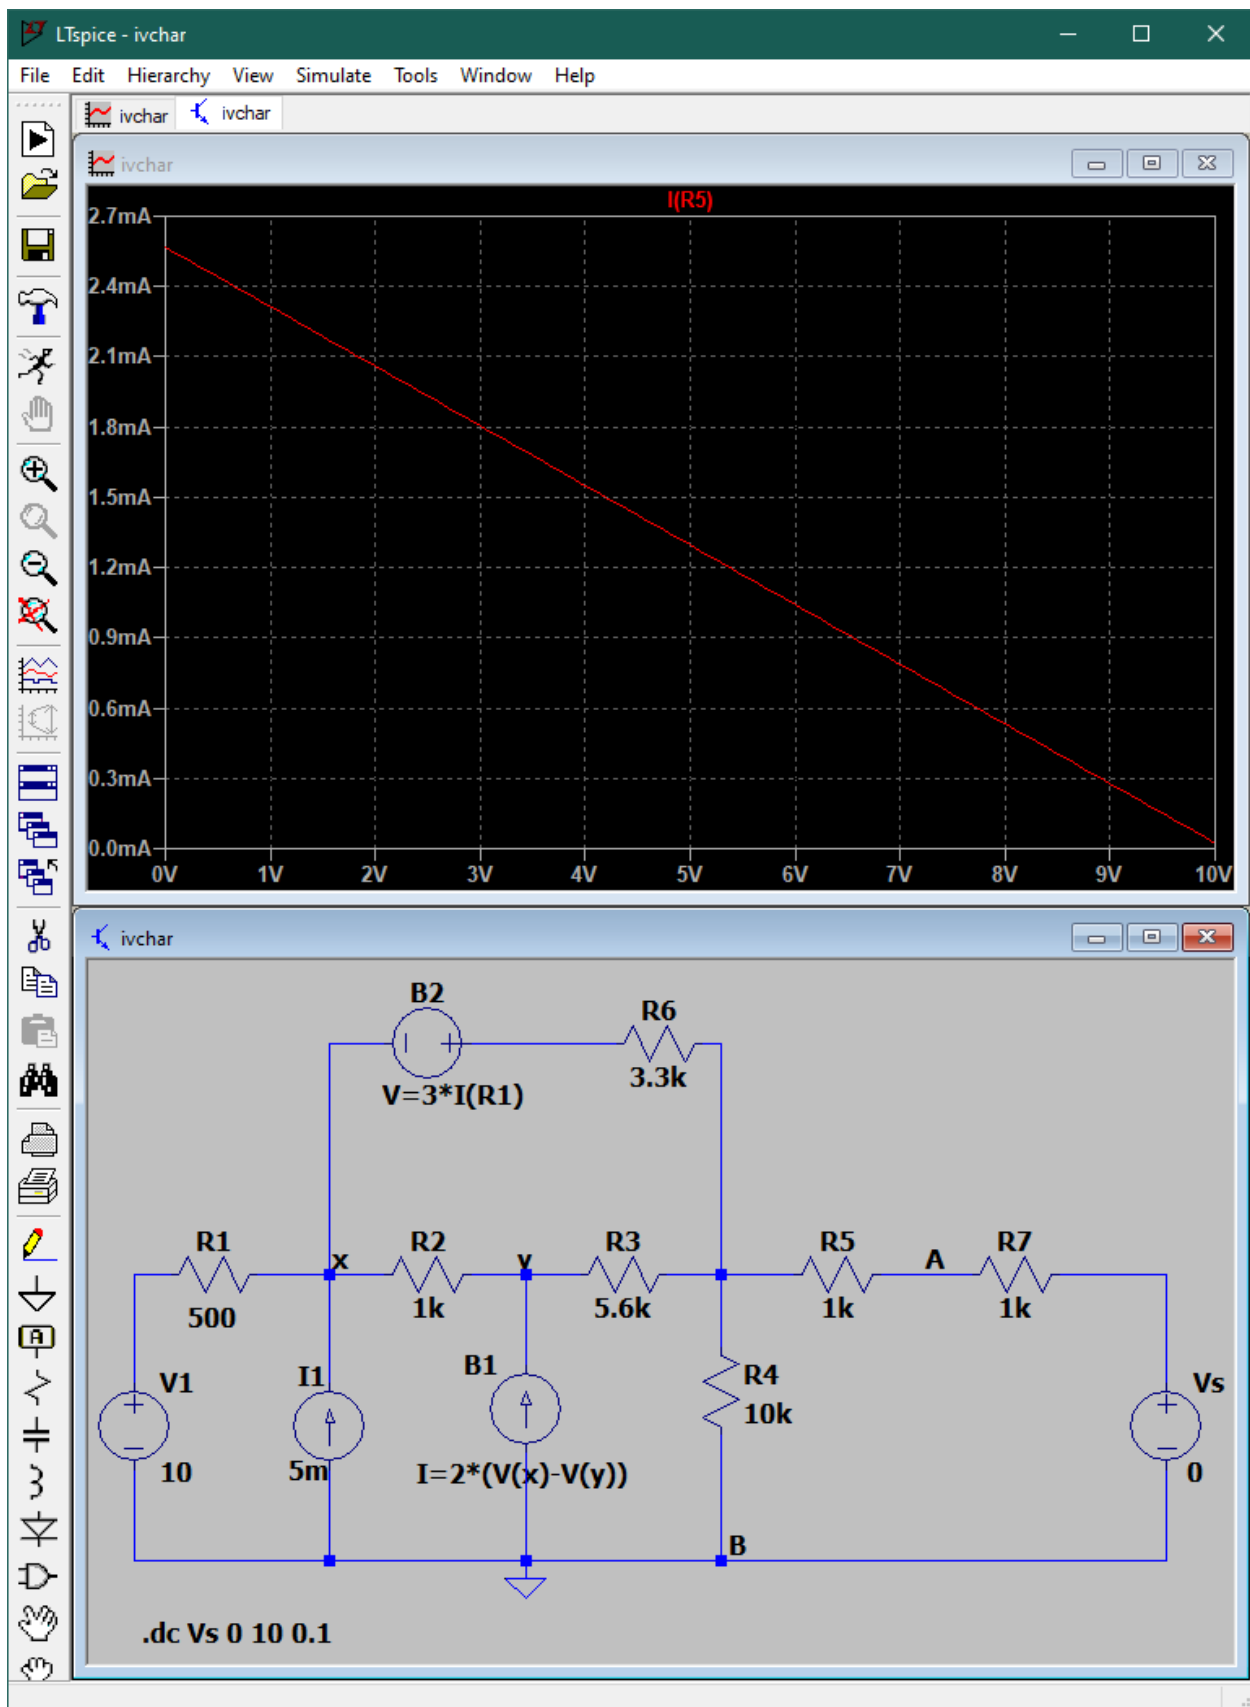 LTspice - ivchar
File Edit Hierarchy View Simulate Tools Window Help
ivchar ivchar
ivchar
I(R5)
2.7mA
2.4mA
2.1mA
1.8mA
1.5mA
1.2mA
0.9mA
0.6mA
0.3mA
0.0mA
0V 1V 2V 3V 4V 5V 6V 7V 8V 9V 10V
ivchar
B2
R6
V=3*I(R1)
3.3k
R1 x R2 y R3 R5 A R7
500 1k 5.6k 1k 1k
V1 I1 B1 R4 Vs
10k
10 5m I=2*(V(x)-V(y)) 0
B
.dc Vs 0 10 0.1